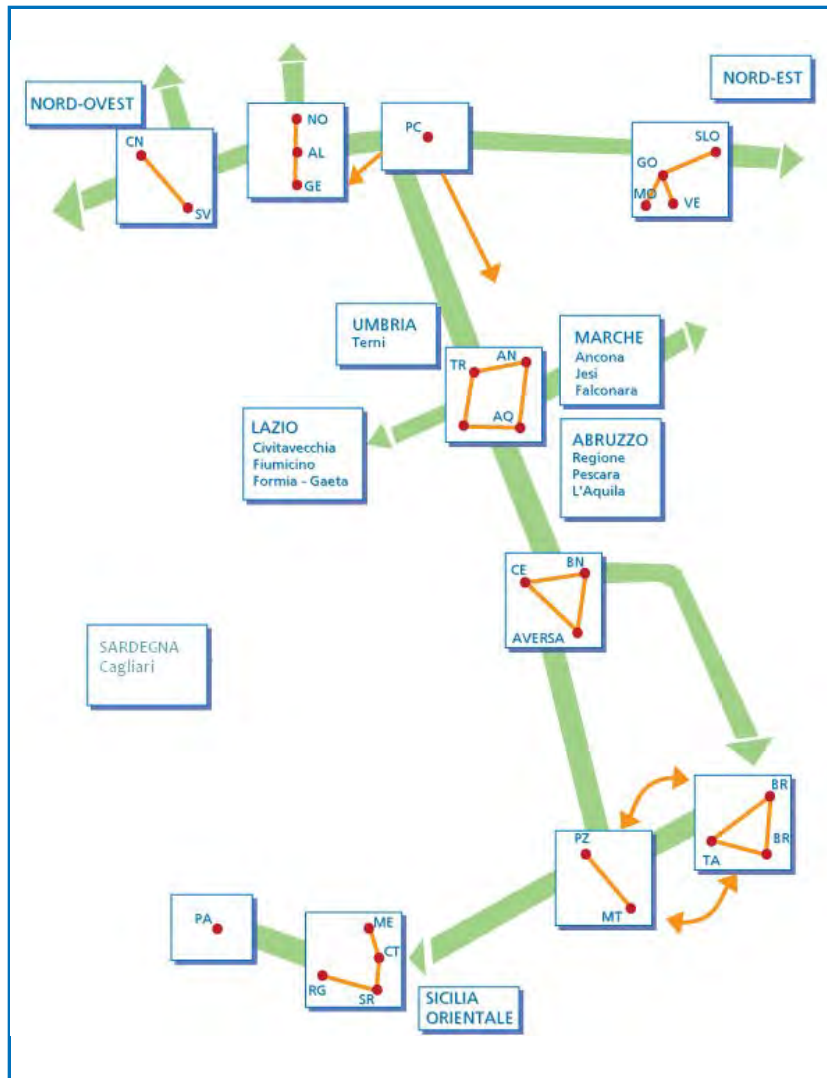 NORD-OVEST
NORD-EST
NO
AL
GE
PC
CN
SV
SLO
GO
MO
VE
UMBRIA
Terni
TR
AN
AQ
MARCHE
Ancona
Jesi
Falconara
LAZIO
Civitavecchia
Fiumicino
Formia - Gaeta
ABRUZZO
Regione
Pescara
L'Aquila
CE
BN
AVERSA
SARDEGNA
Cagliari
BR
BR
TA
PZ
MT
PA
ME
CT
RG
SR
SICILIA
ORIENTALE